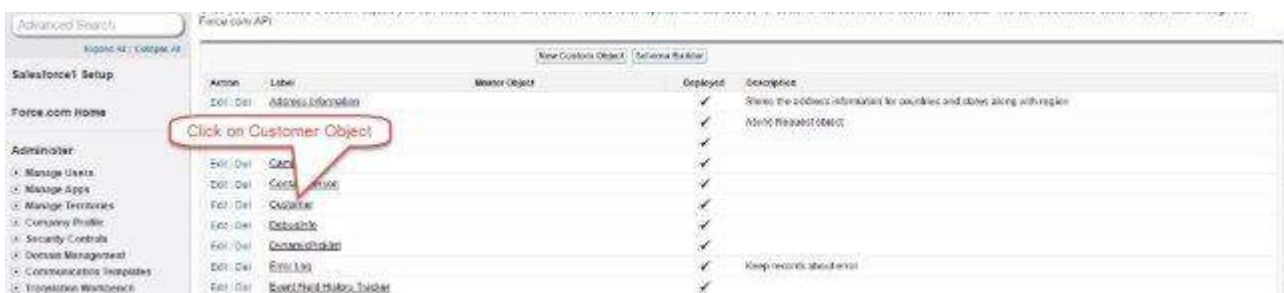 Force.com API
Advanced Search
Expand All | Collapse All
New Custom Object Schema Builder
Salesforce1 Setup
Action Label Master Object Deployed Description
Edit | Del Address Information Stores the address information for countries and states along with region
Force.com Home
Request object
Click on Customer Object
Administer
Edit | Del
Manage Users
Edit | Del
Manage Apps
Edit | Del Customer
Manage Territories
Edit | Del DebugInfo
Company Profile
Edit | Del DynamicPicklist
Security Controls
Edit | Del Error Log Keep records about error
Domain Management
Communication Templates
Edit | Del Event Field History Tracker
Translation Workbench